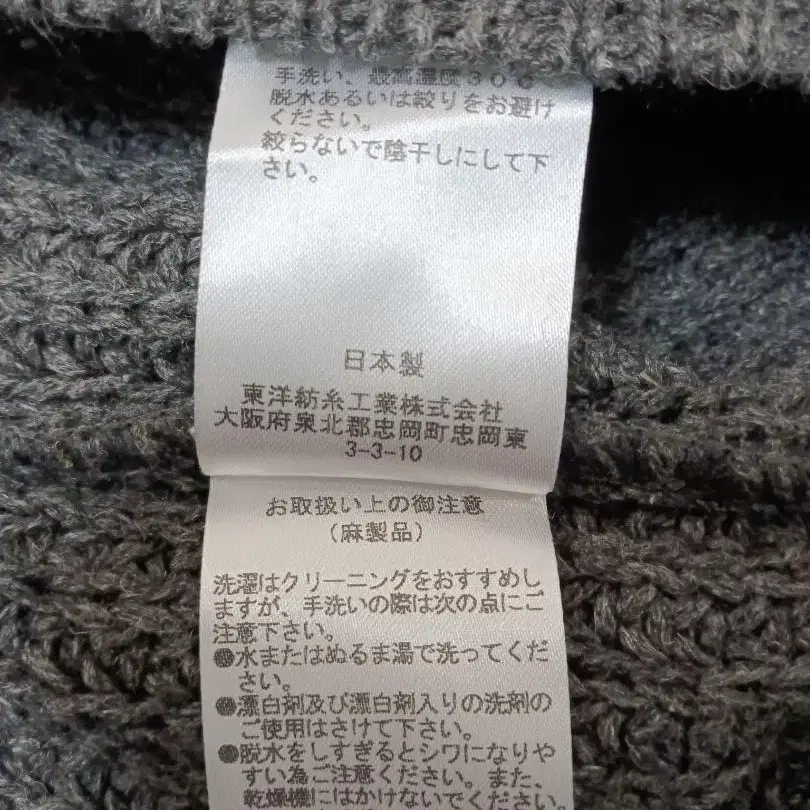 手洗い、最高温度30℃
脱水あるいは絞りをお避け
ください。
絞らないで陰干しにして下
さい。
日本製
東洋紡糸工業株式会社
大阪府泉北郡忠岡町忠岡東
3-3-10
お取扱い上の御注意
(麻製品)
洗濯はクリーニングをおすすめし
ますが、手洗いの際は次の点にご
注意下さい。
●水またはぬるま湯で洗ってくだ
さい。
●漂白剤及び漂白剤入りの洗剤の
ご使用はさけて下さい。
●脱水をしすぎるとシワになりや
すい為ご注意ください。また、
乾燥機にはかけないでください。